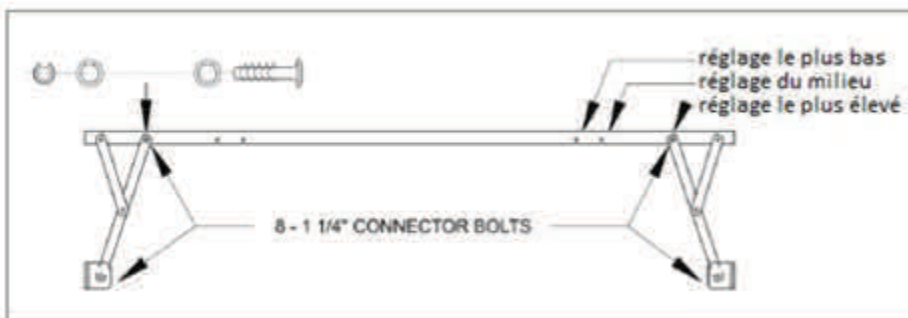 réglage le plus bas
réglage du milieu
réglage le plus élevé
8 - 1 1/4" CONNECTOR BOLTS